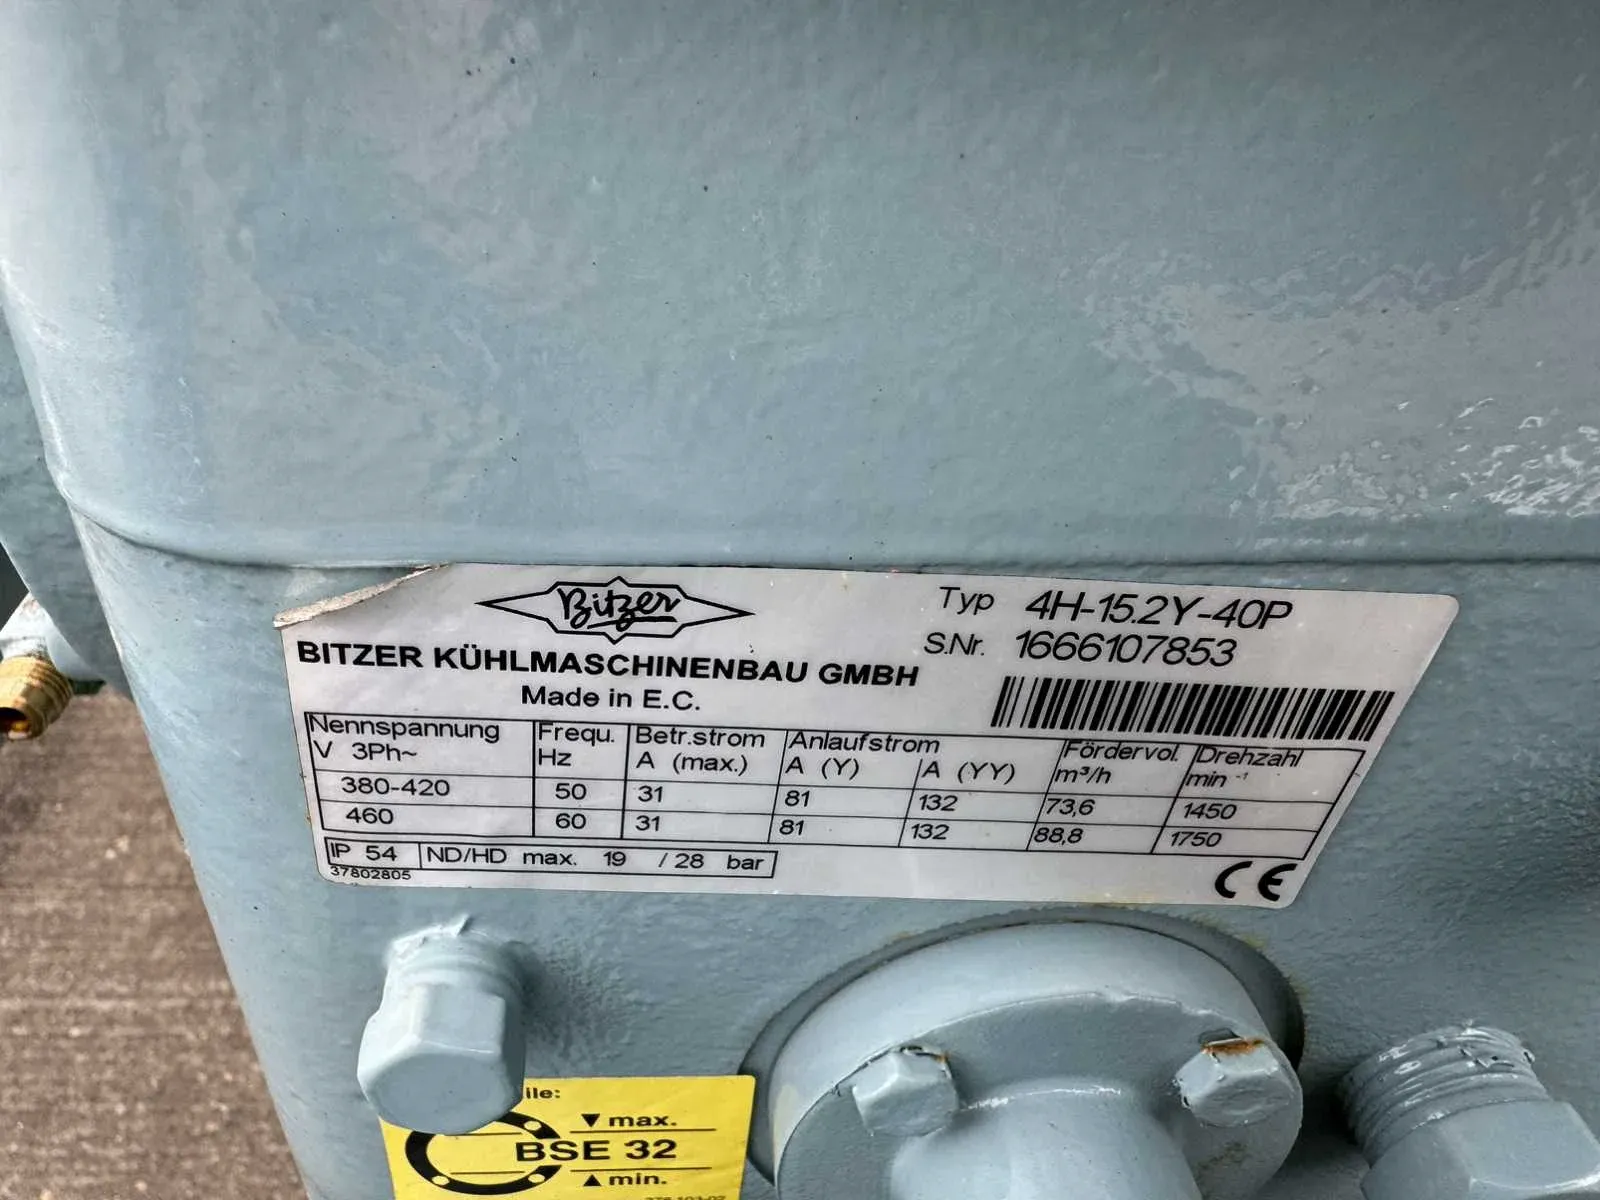 Bitzer
BITZER KÜHLMASCHINENBAU GMBH
Made in E.C.
Typ 4H-15.2Y-40P
S.Nr. 1666107853
Nennspannung Frequ. Betr.strom Anlaufstrom Fördervol. Drehzahl
V 3Ph~ Hz A (max.) A (Y) A (YY) m³/h min -1
380-420 50 31 81 132 73,6 1450
460 60 31 81 132 88,8 1750
IP 54 ND/HD max. 19 / 28 bar
37802805
CE
▼max.
BSE 32
▲min.